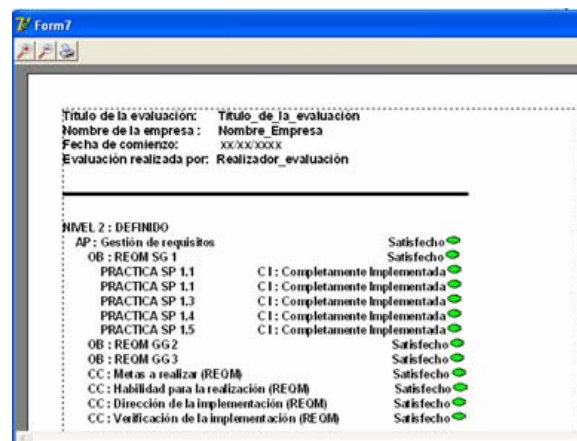 Form7
Título de la evaluación: Título_de_la_evaluación
Nombre de la empresa : Nombre_Empresa
Fecha de comienzo: xx/xx/xxxx
Evaluación realizada por: Realizador_evaluación
NIVEL 2 : DEFINIDO
AP : Gestión de requisitos Satisfecho
OB : REQM SG 1 Satisfecho
PRACTICA SP 1.1 C I : Completamente Implementada
PRACTICA SP 1.1 C I : Completamente Implementada
PRACTICA SP 1.3 C I : Completamente Implementada
PRACTICA SP 1.4 C I : Completamente Implementada
PRACTICA SP 1.5 C I : Completamente Implementada
OB : REQM GG 2 Satisfecho
OB : REQM GG 3 Satisfecho
CC : Metas a realizar (REQM) Satisfecho
CC : Habilidad para la realización (REQM) Satisfecho
CC : Dirección de la implementación (REQM) Satisfecho
CC : Verificación de la implementación (REQM) Satisfecho